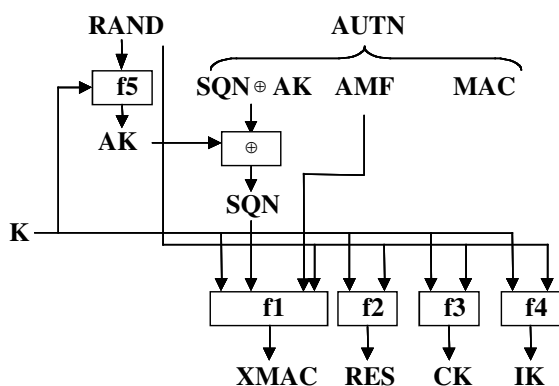 RAND AUTN
f5 SQN ⊕ AK AMF MAC
AK ⊕
SQN
K
f1 f2 f3 f4
XMAC RES CK IK